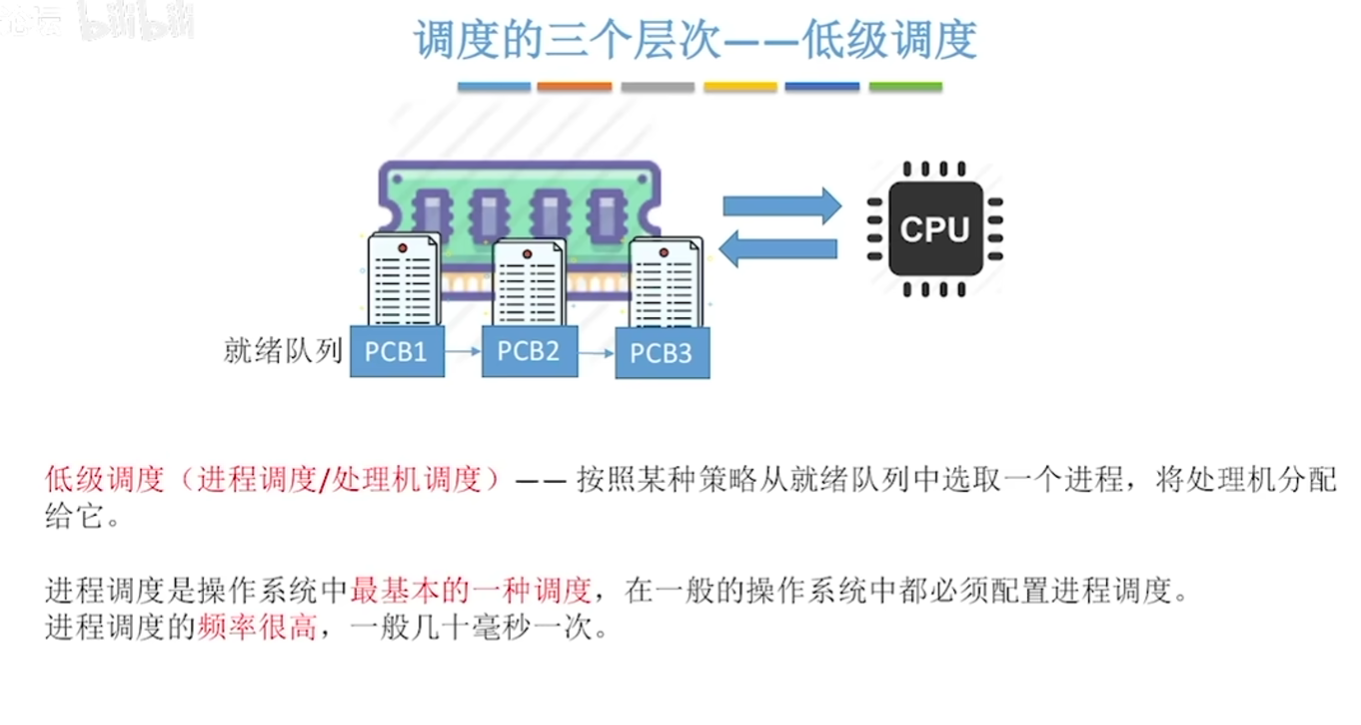 bilibili
调度的三个层次——低级调度
CPU
就绪队列 PCB1 PCB2 PCB3
低级调度（进程调度/处理机调度）—— 按照某种策略从就绪队列中选取一个进程，将处理机分配
给它。
进程调度是操作系统中最基本的一种调度，在一般的操作系统中都必须配置进程调度。
进程调度的频率很高，一般几十毫秒一次。